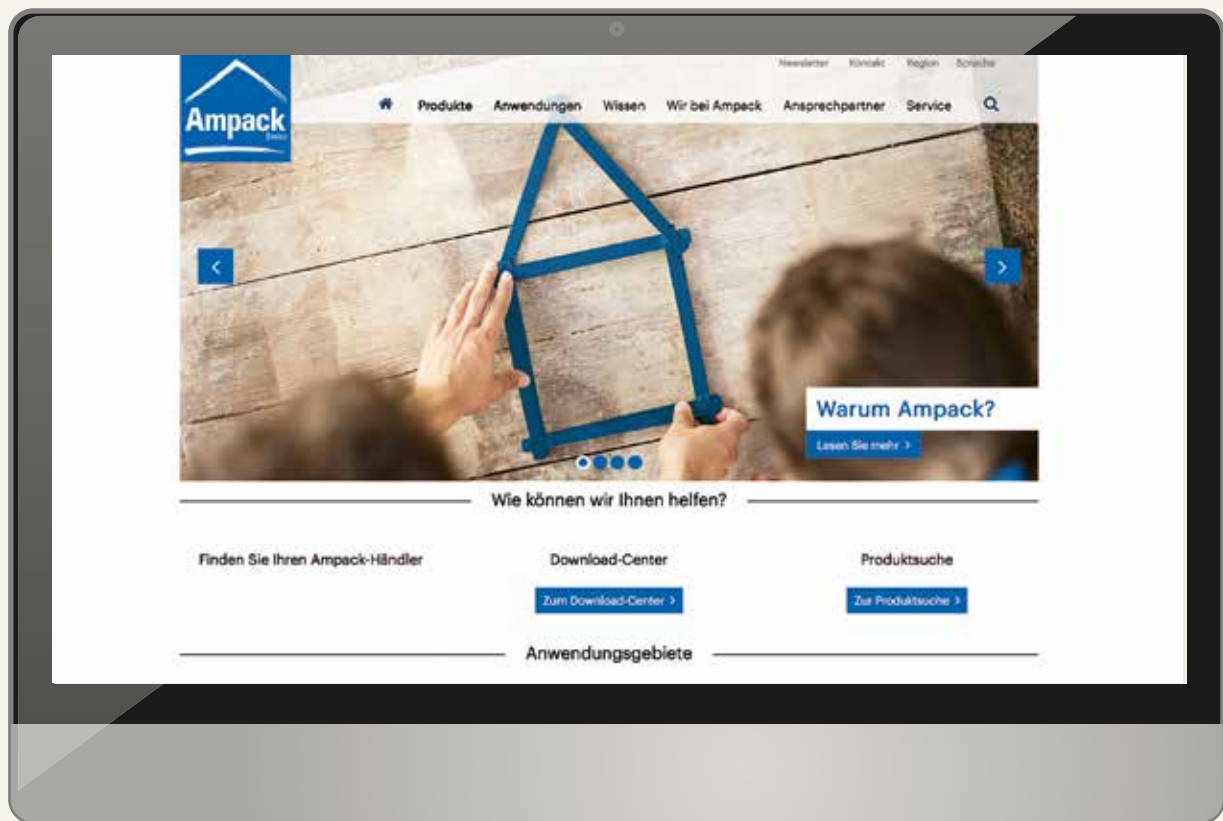 Newsletter Kontakt Region Sprache
Ampack
Produkte Anwendungen Wissen Wir bei Ampack Ansprechpartner Service
Warum Ampack?
Lesen Sie mehr >
Wie können wir Ihnen helfen?
Finden Sie Ihren Ampack-Händler
Download-Center
Produktsuche
Zum Download-Center >
Zur Produktsuche >
Anwendungsgebiete